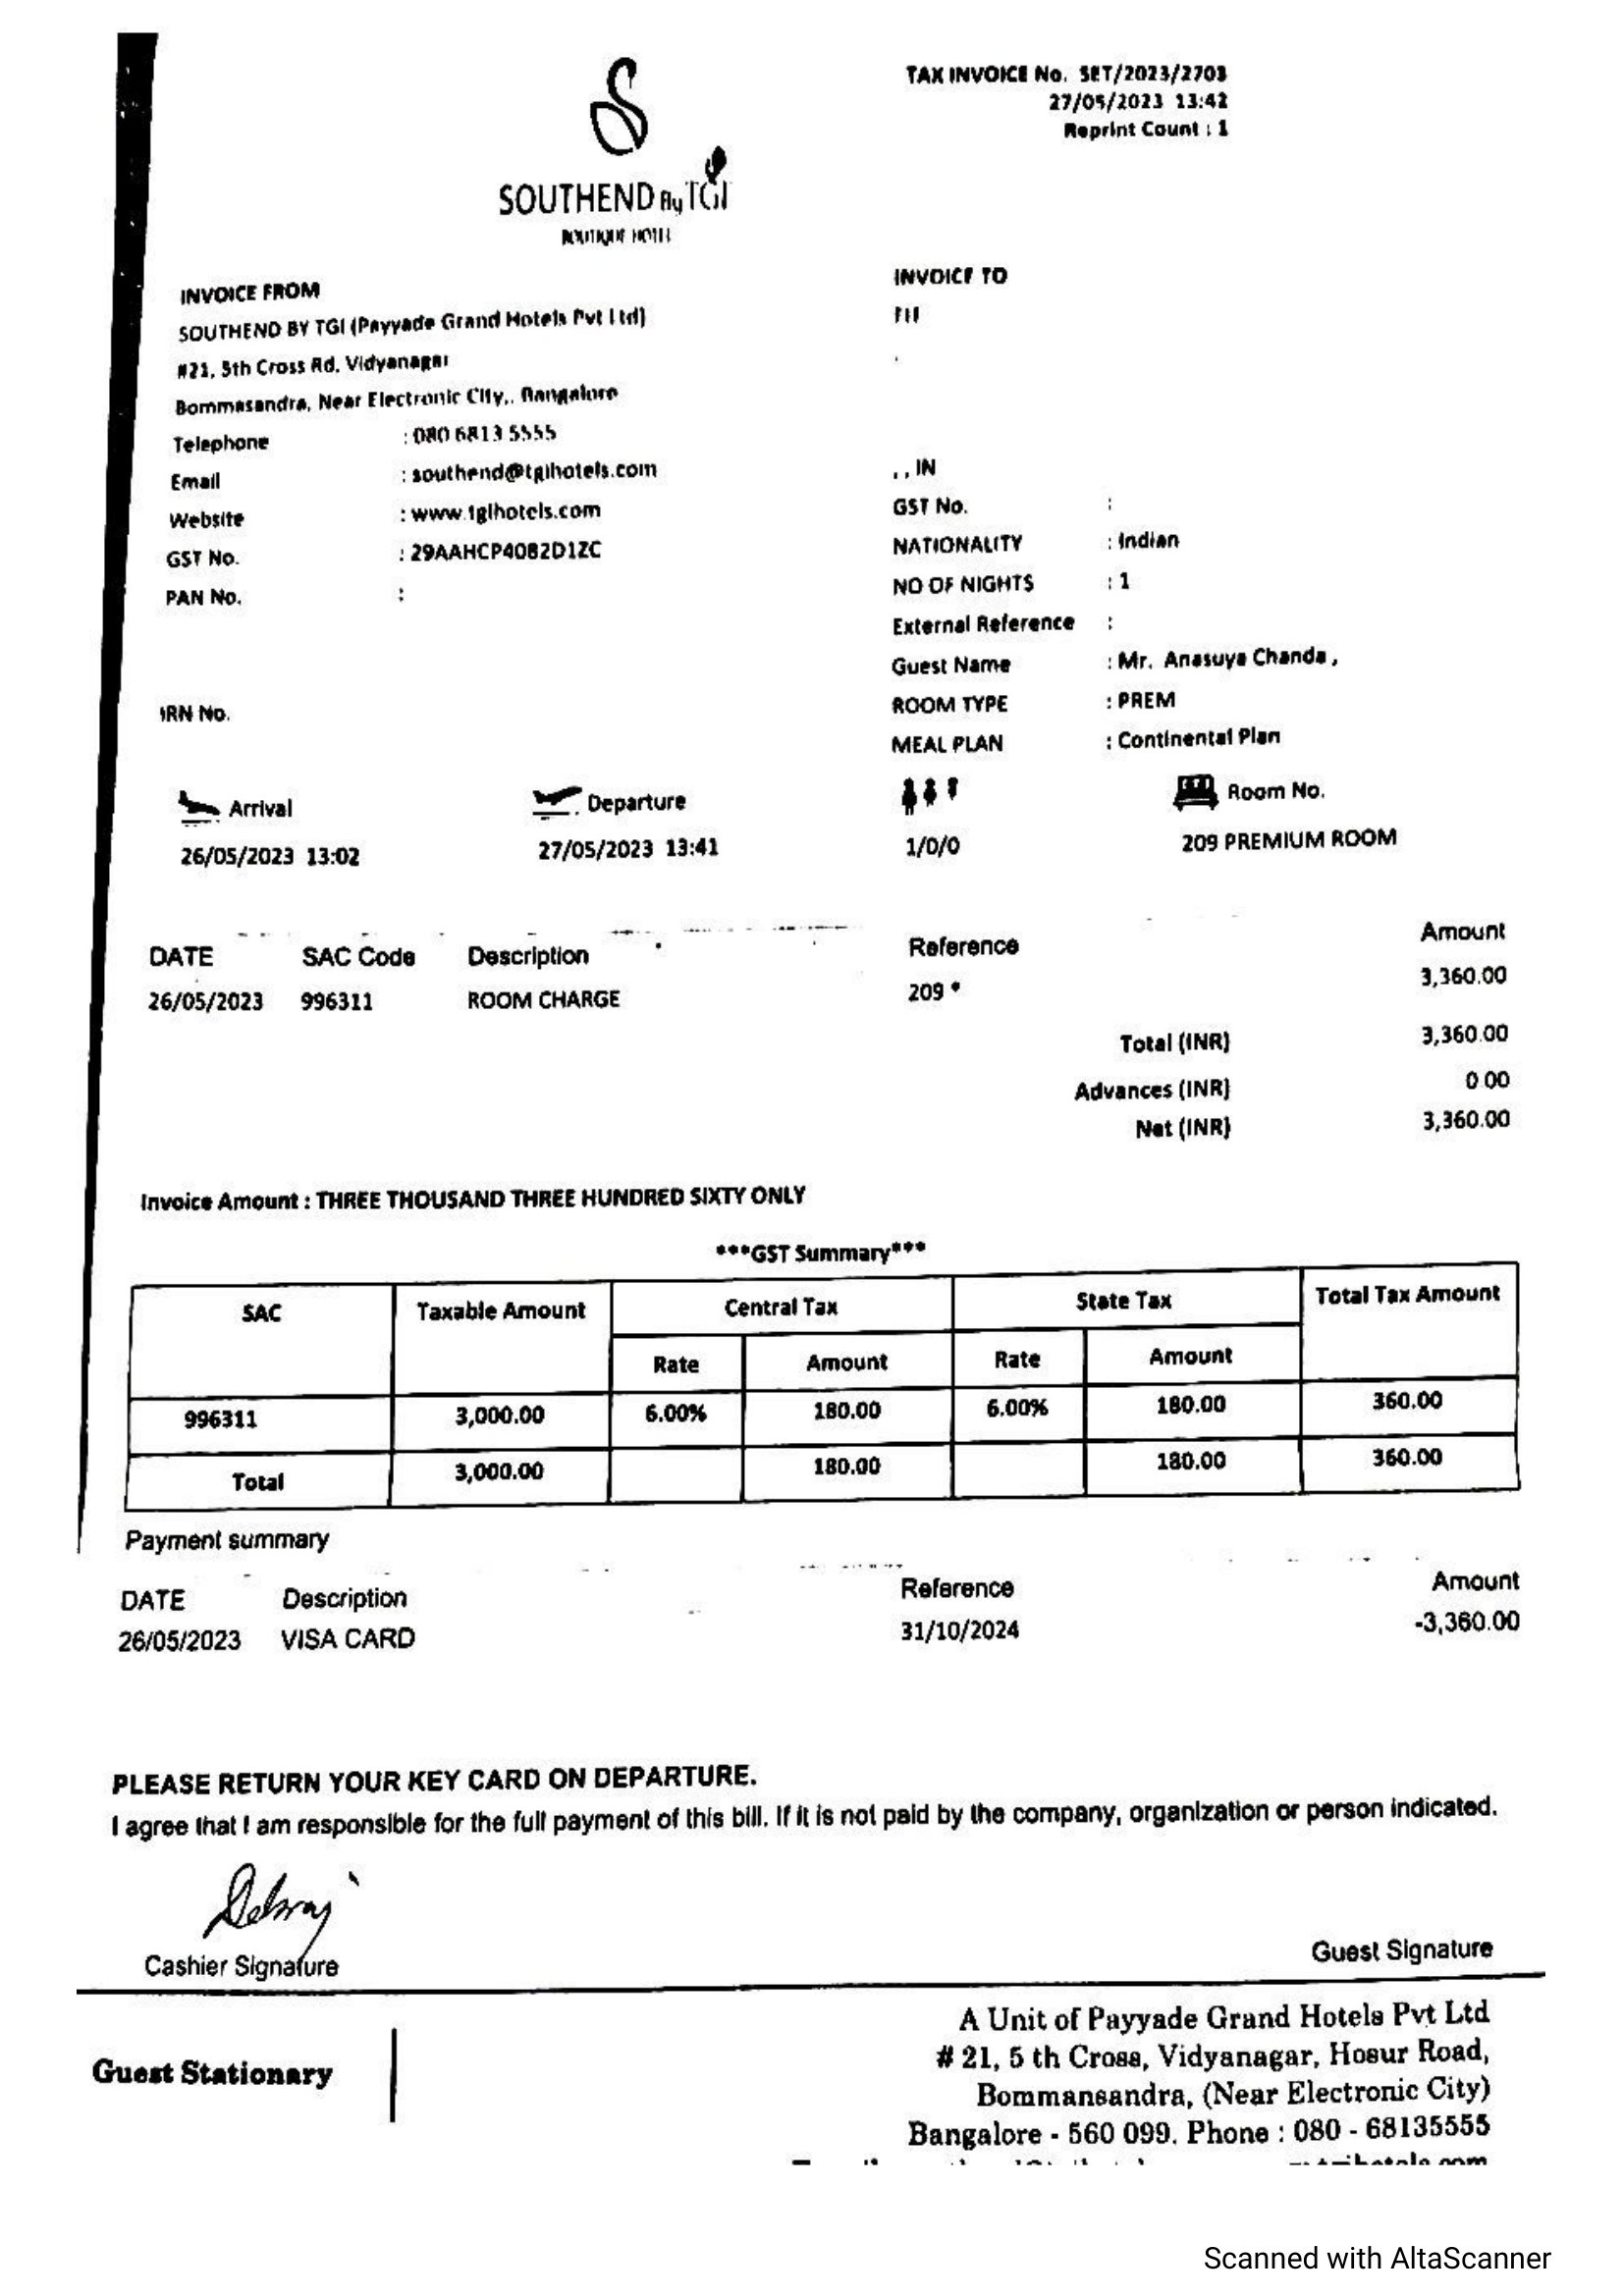 TAX INVOICE No. SET/2023/2703
27/05/2023 13:42
Reprint Count : 1
SOUTHEND By TGI
BOUTIQUE HOTEL
INVOICE FROM
SOUTHEND BY TGI (Payyade Grand Hotels Pvt Ltd)
#21, 5th Cross Rd, Vidyanagar
Bommasandra, Near Electronic City,, Bangalore
Telephone : 080 6813 5555
Email : southend@tgihotels.com
Website : www.tgihotels.com
GST No. : 29AAHCP4082D1ZC
PAN No. :
IRN No.
INVOICE TO
, , IN
GST No. :
NATIONALITY : Indian
NO OF NIGHTS : 1
External Reference :
Guest Name : Mr. Anasuya Chanda ,
ROOM TYPE : PREM
MEAL PLAN : Continental Plan
Arrival Departure Room No.
26/05/2023 13:02 27/05/2023 13:41 1/0/0 209 PREMIUM ROOM
DATE SAC Code Description Reference Amount
26/05/2023 996311 ROOM CHARGE 209 * 3,360.00
Total (INR) 3,360.00
Advances (INR) 0.00
Net (INR) 3,360.00
Invoice Amount : THREE THOUSAND THREE HUNDRED SIXTY ONLY
***GST Summary***
SAC Taxable Amount Central Tax State Tax Total Tax Amount
Rate Amount Rate Amount
996311 3,000.00 6.00% 180.00 6.00% 180.00 360.00
Total 3,000.00 180.00 180.00 360.00
Payment summary
DATE Description Reference Amount
26/05/2023 VISA CARD 31/10/2024 -3,360.00
PLEASE RETURN YOUR KEY CARD ON DEPARTURE.
I agree that I am responsible for the full payment of this bill. If it is not paid by the company, organization or person indicated.
Cashier Signature
Guest Signature
Guest Stationary
A Unit of Payyade Grand Hotels Pvt Ltd
# 21, 5 th Cross, Vidyanagar, Hosur Road,
Bommansandra, (Near Electronic City)
Bangalore - 560 099. Phone : 080 - 68135555
Scanned with AltaScanner